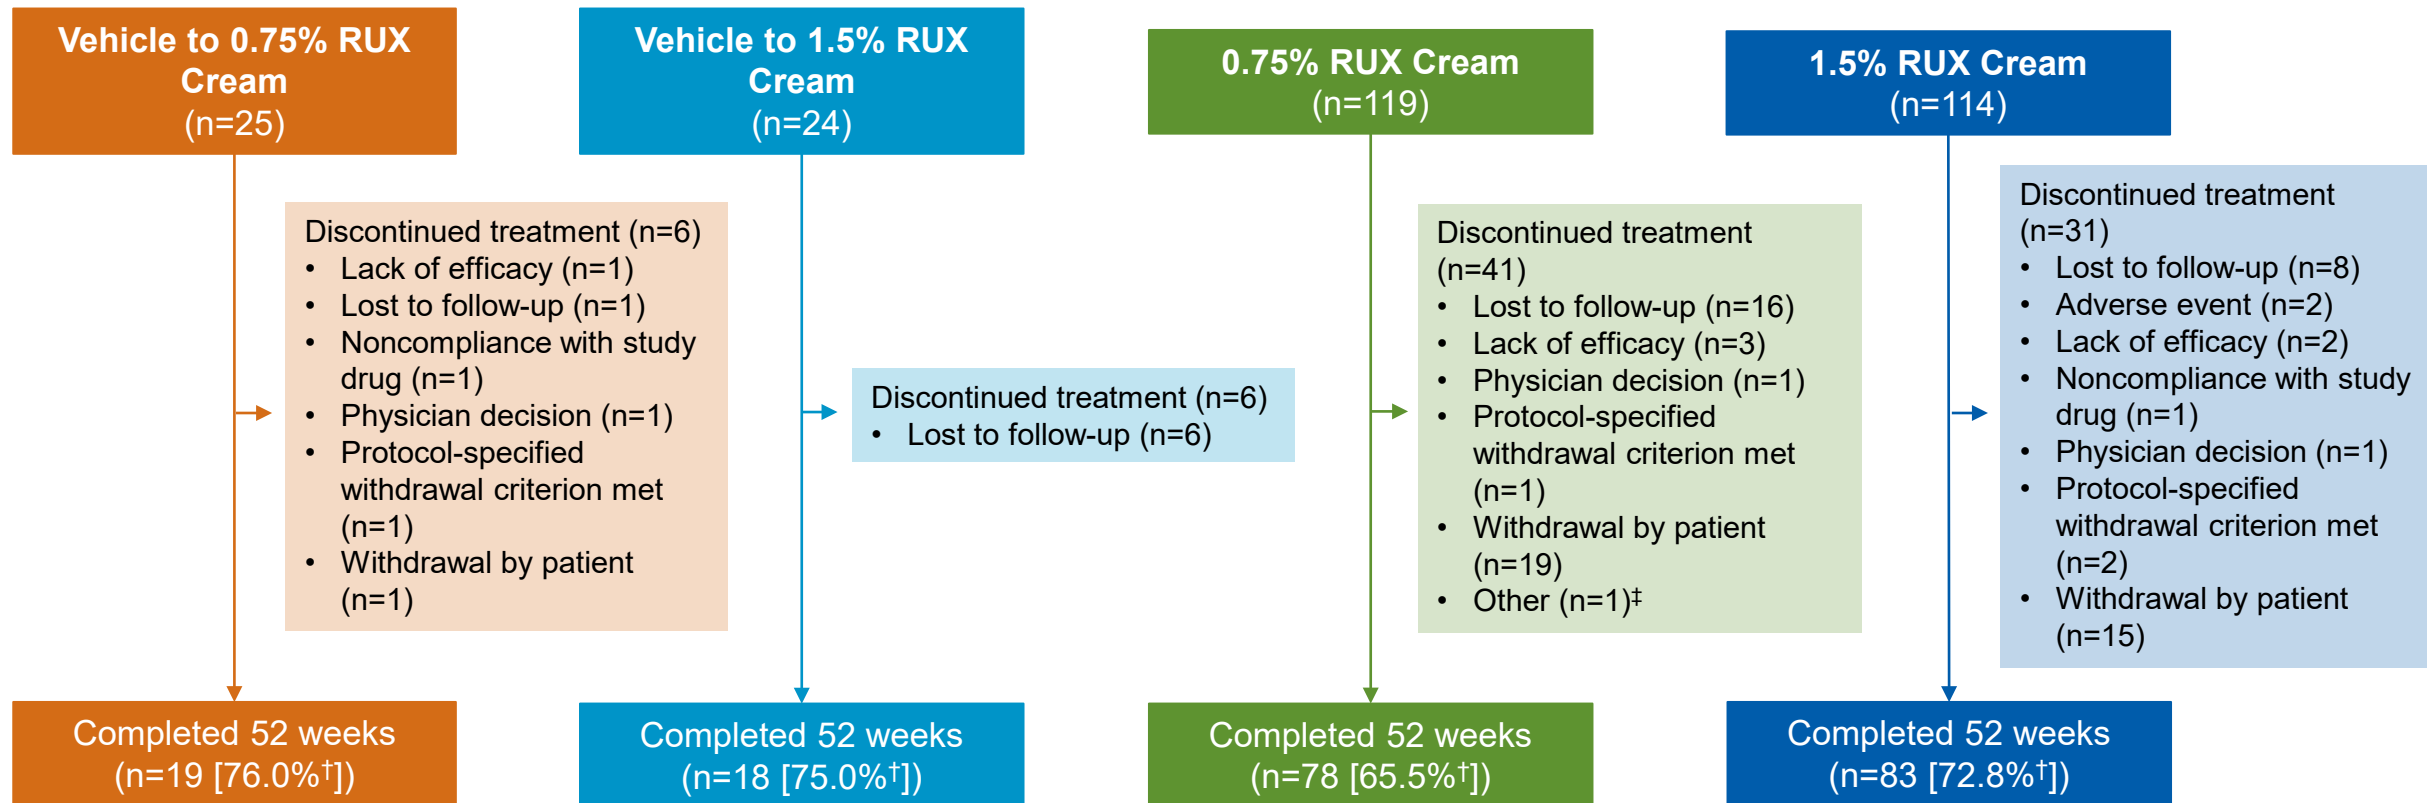 Vehicle to 0.75% RUX
Cream
(n=25)
Discontinued treatment (n=6)
• Lack of efficacy (n=1)
• Lost to follow-up (n=1)
• Noncompliance with study
drug (n=1)
• Physician decision (n=1)
• Protocol-specified
withdrawal criterion met
(n=1)
• Withdrawal by patient
(n=1)
Completed 52 weeks
(n=19 [76.0%†])
Vehicle to 1.5% RUX
Cream
(n=24)
Discontinued treatment (n=6)
• Lost to follow-up (n=6)
Completed 52 weeks
(n=18 [75.0%†])
0.75% RUX Cream
(n=119)
Discontinued treatment
(n=41)
• Lost to follow-up (n=16)
• Lack of efficacy (n=3)
• Physician decision (n=1)
• Protocol-specified
withdrawal criterion met
(n=1)
• Withdrawal by patient
(n=19)
• Other (n=1)‡
Completed 52 weeks
(n=78 [65.5%†])
1.5% RUX Cream
(n=114)
Discontinued treatment
(n=31)
• Lost to follow-up (n=8)
• Adverse event (n=2)
• Lack of efficacy (n=2)
• Noncompliance with study
drug (n=1)
• Physician decision (n=1)
• Protocol-specified
withdrawal criterion met
(n=2)
• Withdrawal by patient
(n=15)
Completed 52 weeks
(n=83 [72.8%†])